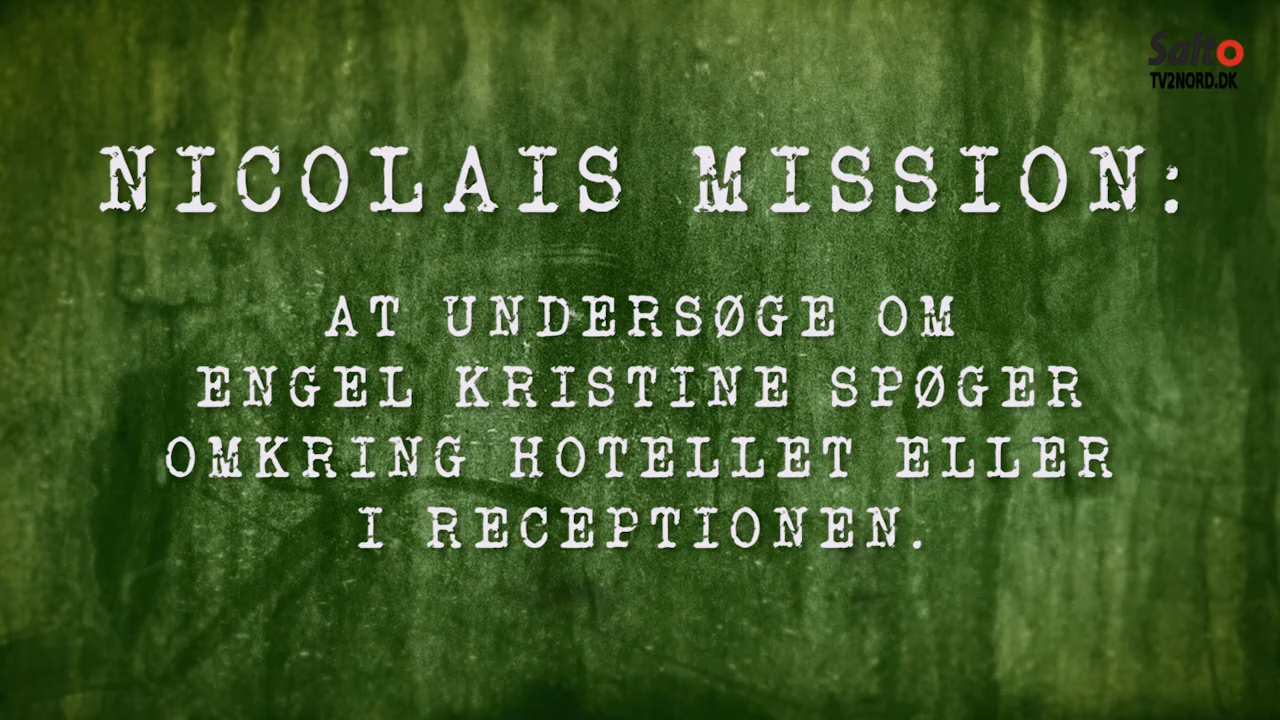 Salto
TV2NORD.DK
NICOLAIS MISSION:
AT UNDERSØGE OM
ENGEL KRISTINE SPØGER
OMKRING HOTELLET ELLER
I RECEPTIONEN.